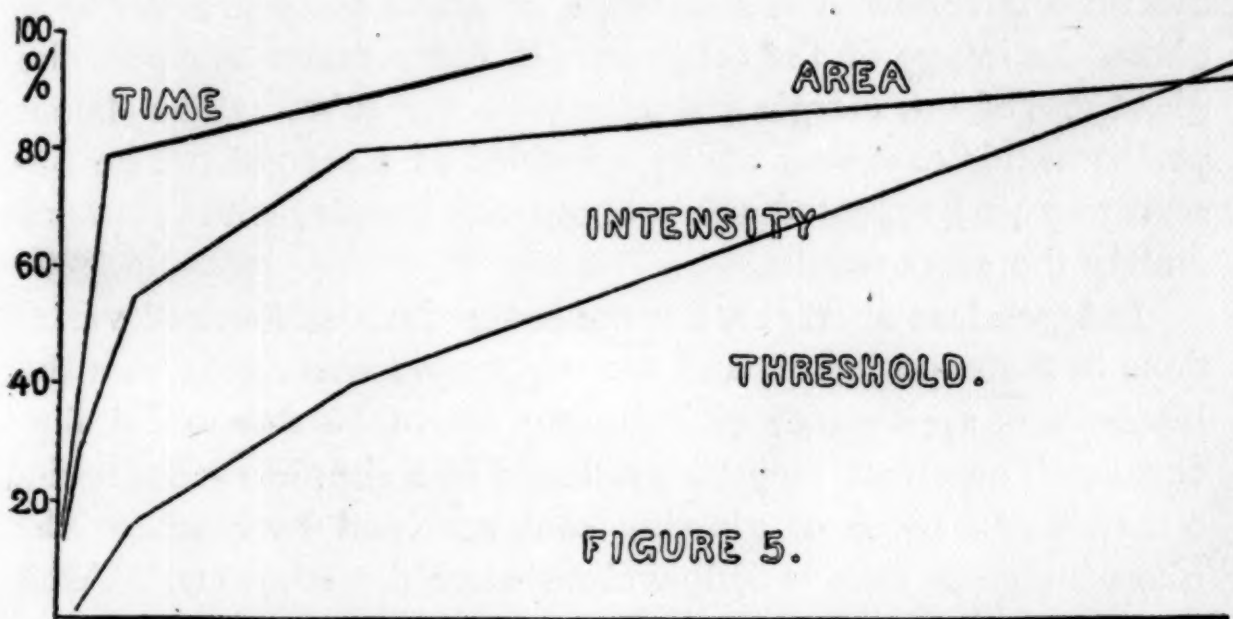 100
%
TIME
AREA
80
INTENSITY
60
THRESHOLD.
40
20
FIGURE 5.